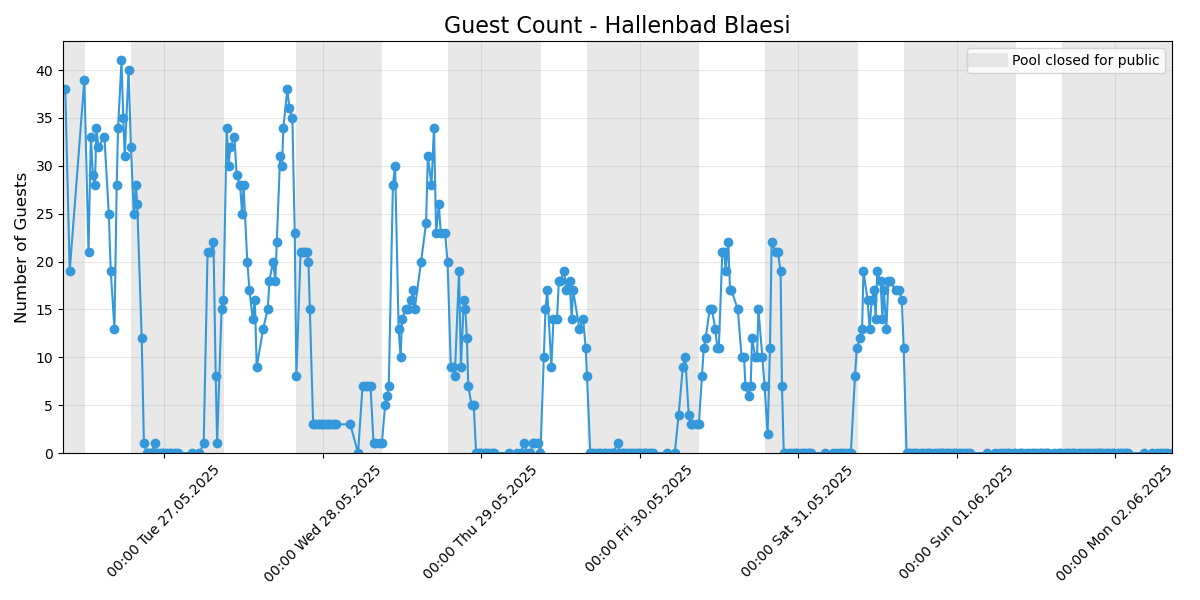 Guest Count - Hallenbad Blaesi
Pool closed for public
Number of Guests
40
35
30
25
20
15
10
5
0
00:00 Tue 27.05.2025
00:00 Wed 28.05.2025
00:00 Thu 29.05.2025
00:00 Fri 30.05.2025
00:00 Sat 31.05.2025
00:00 Sun 01.06.2025
00:00 Mon 02.06.2025